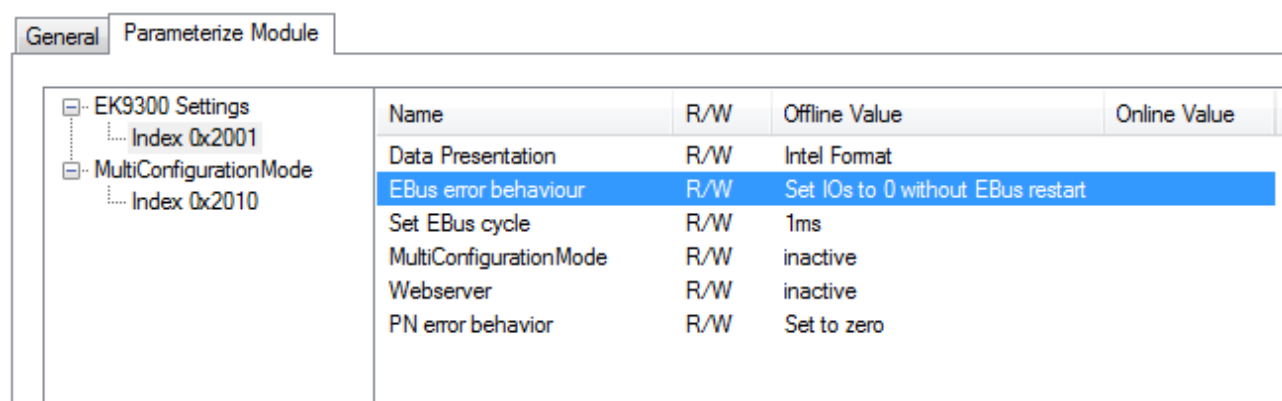 General Parameterize Module
EK9300 Settings
Index 0x2001
MultiConfigurationMode
Index 0x2010
Name R/W Offline Value Online Value
Data Presentation R/W Intel Format
EBus error behaviour R/W Set IOs to 0 without EBus restart
Set EBus cycle R/W 1ms
MultiConfigurationMode R/W inactive
Webserver R/W inactive
PN error behavior R/W Set to zero